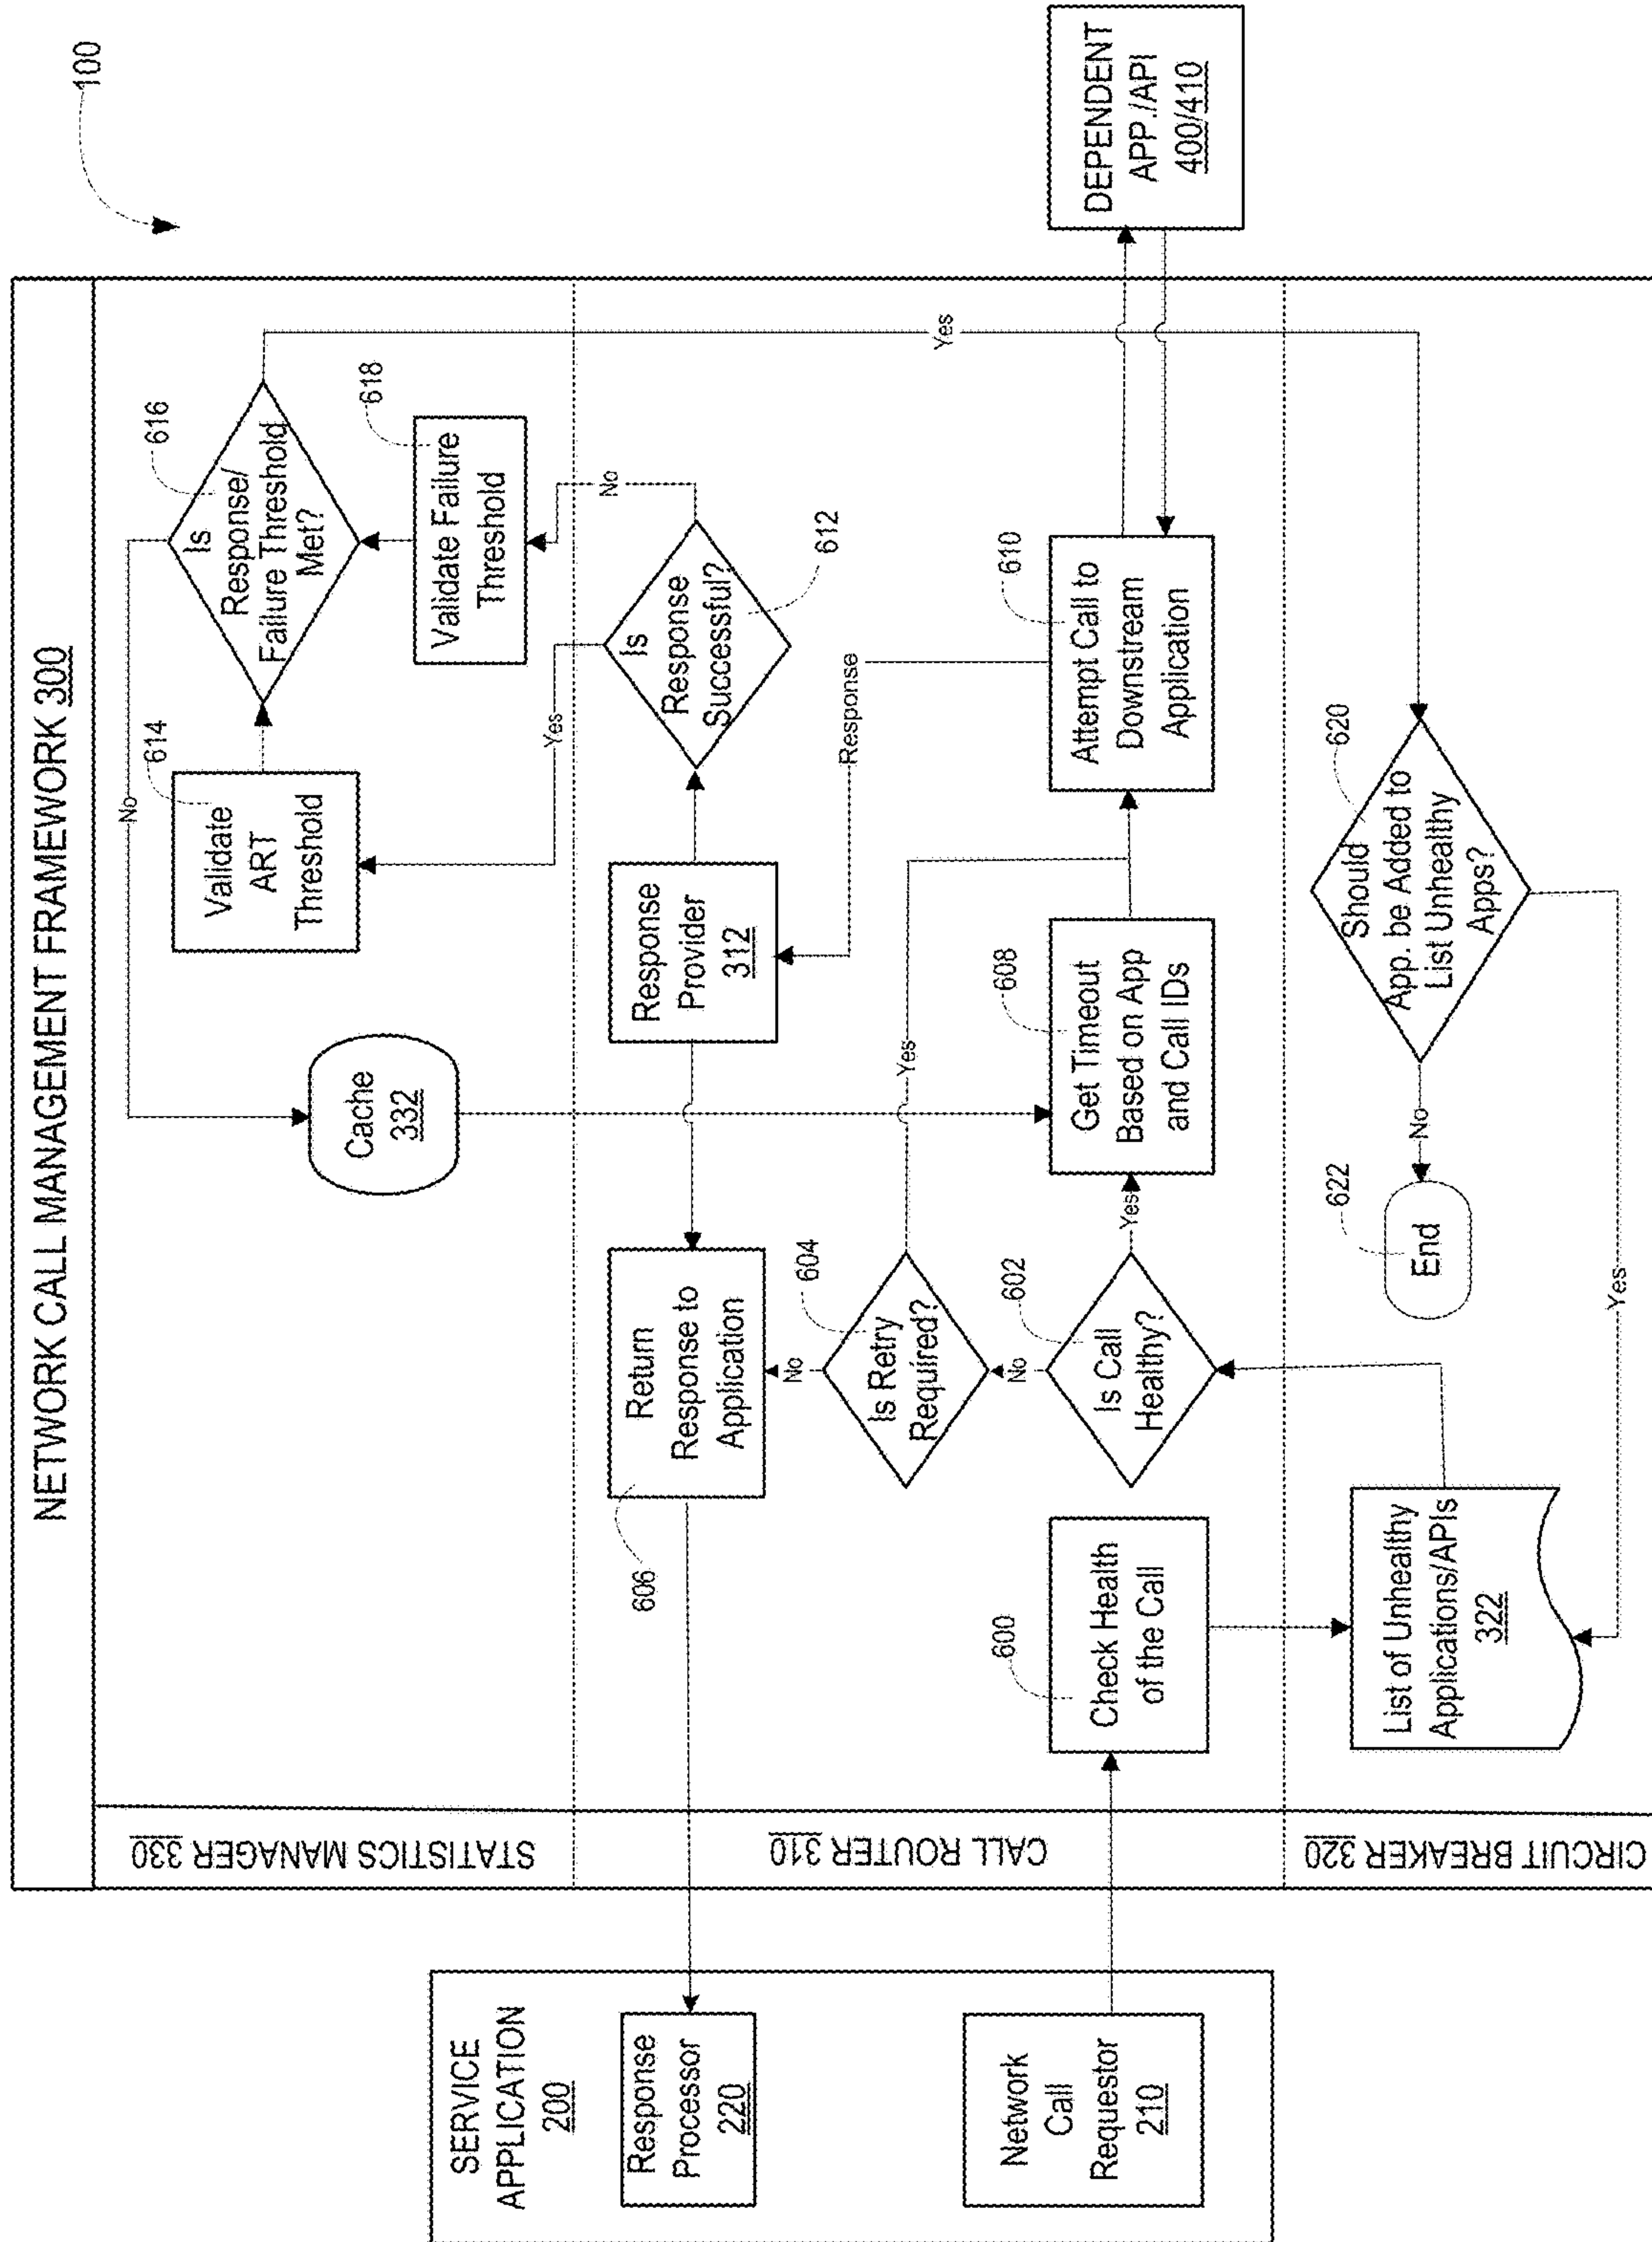 100
NETWORK CALL MANAGEMENT FRAMEWORK 300
STATISTICS MANAGER 330
CALL ROUTER 310
CIRCUIT BREAKER 320
SERVICE
APPLICATION
200
Response
Processor
220
Network
Call
Requestor
210
Cache
332
614
Validate
ART
Threshold
616
Is
Response/
Failure Threshold
Met?
618
Validate Failure
Threshold
No
Yes
No
Yes
606
Return
Response to
Application
Response
Provider
312
Is
Response
Successful?
612
Response
604
Is Retry
Required?
No
Yes
602
Is Call
Healthy?
No
Yes
600
Check Health
of the Call
608
Get Timeout
Based on App
and Call IDs
610
Attempt Call to
Downstream
Application
DEPENDENT
APP./API
400/410
List of Unhealthy
Applications/APIs
322
622
End
No
620
Should
App. be Added to
List Unhealthy
Apps?
Yes